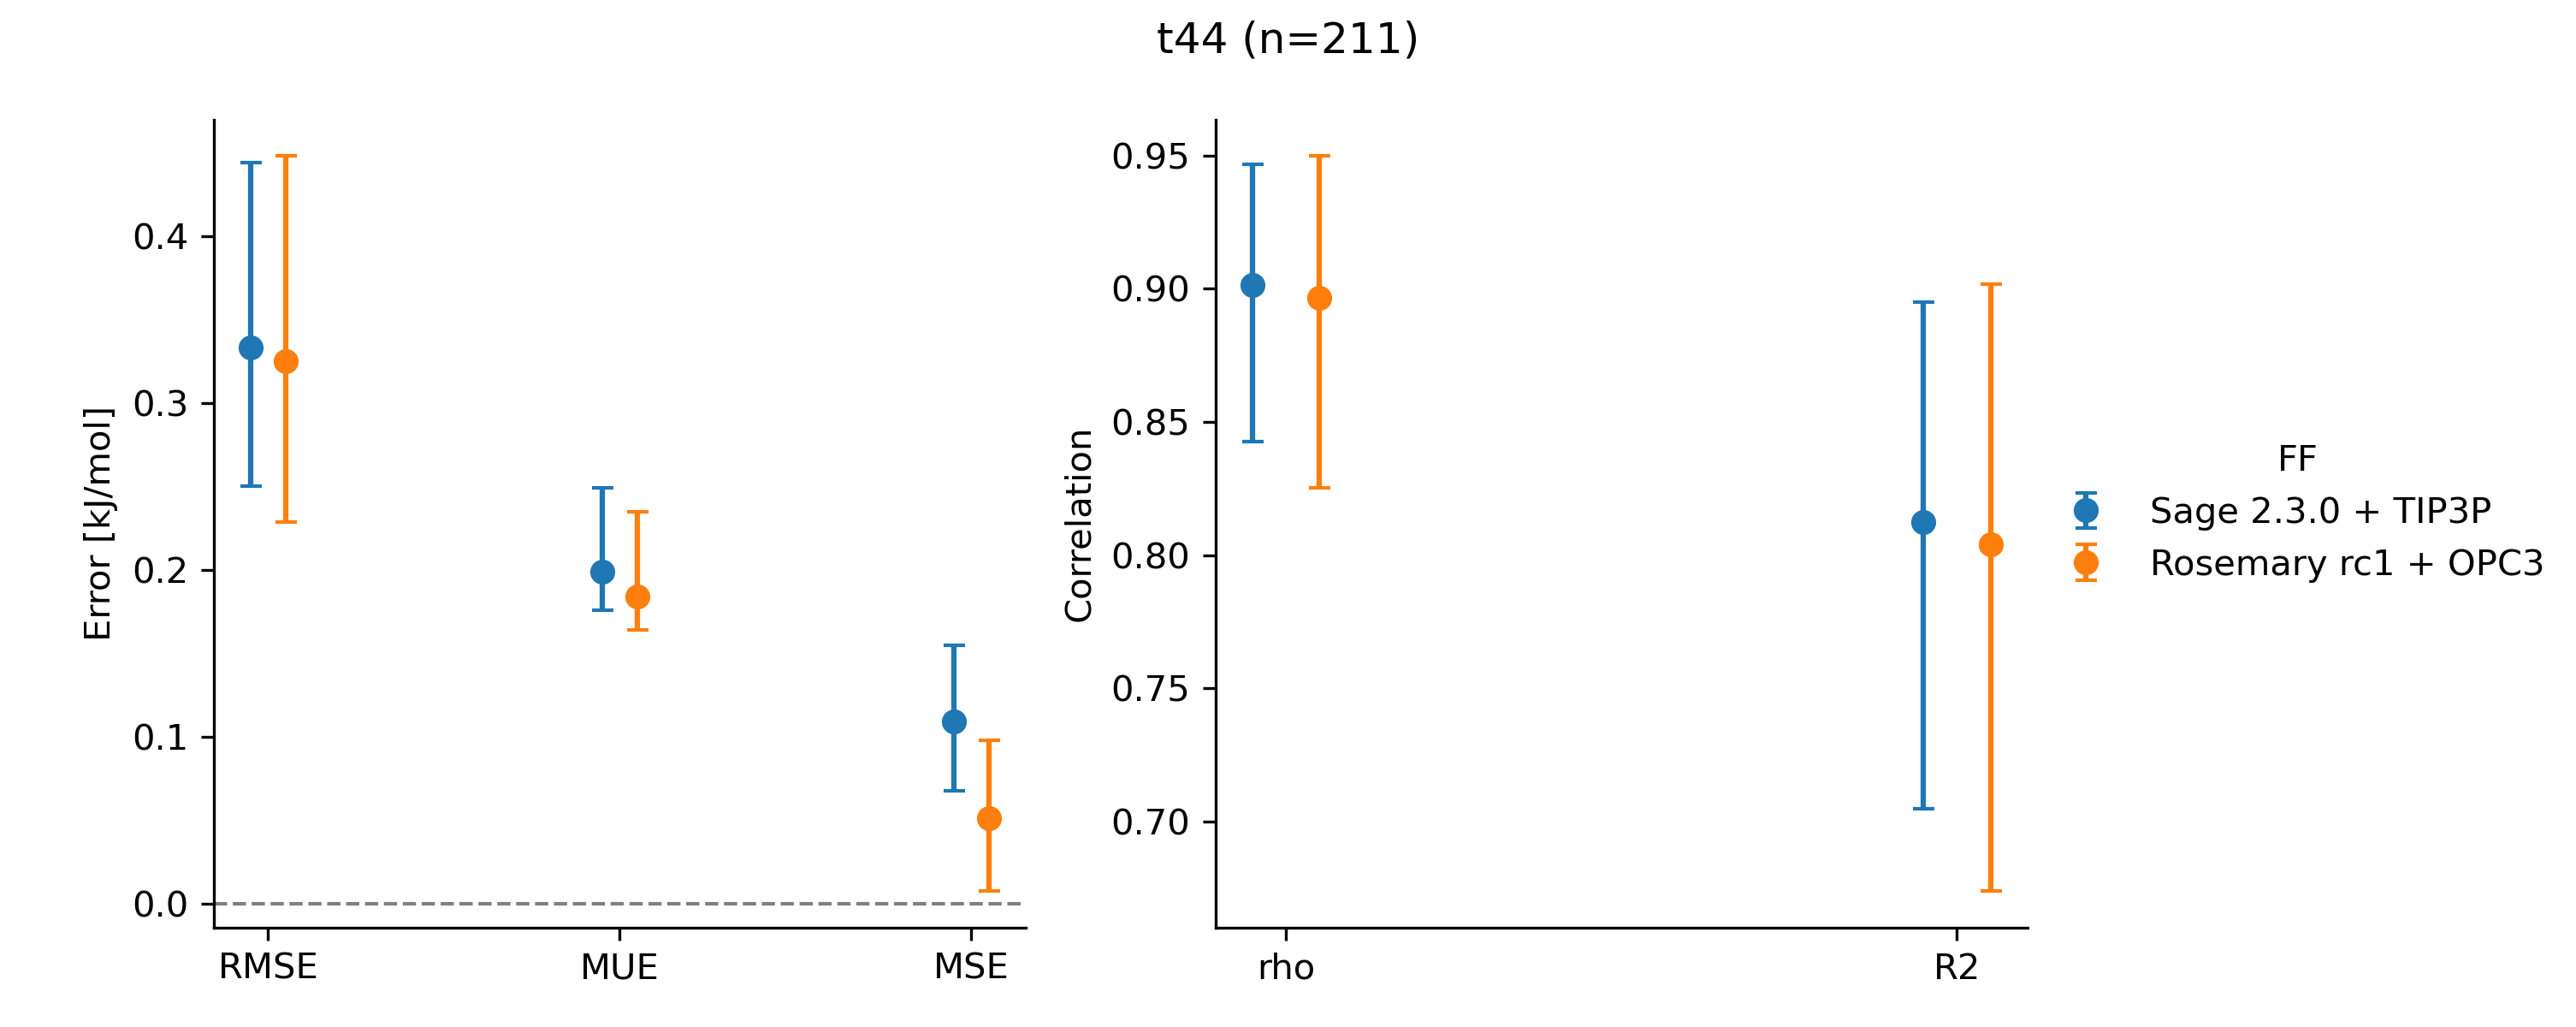 t44 (n=211)
Error [kJ/mol]
0.4
0.3
0.2
0.1
0.0
RMSE
MUE
MSE
Correlation
0.95
0.90
0.85
0.80
0.75
0.70
rho
R2
FF
Sage 2.3.0 + TIP3P
Rosemary rc1 + OPC3